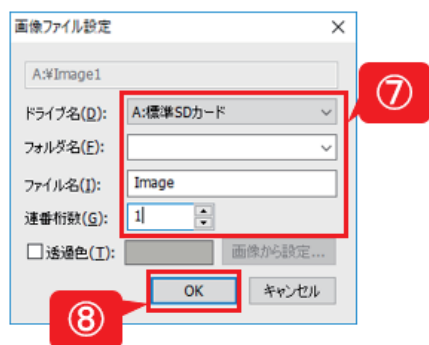 画像ファイル設定
A:¥Image1
ドライブ名(D): A:標準SDカード
フォルダ名(F):
ファイル名(I): Image
連番桁数(G): 1
透過色(T): 画像から設定...
OK キャンセル
⑦
⑧